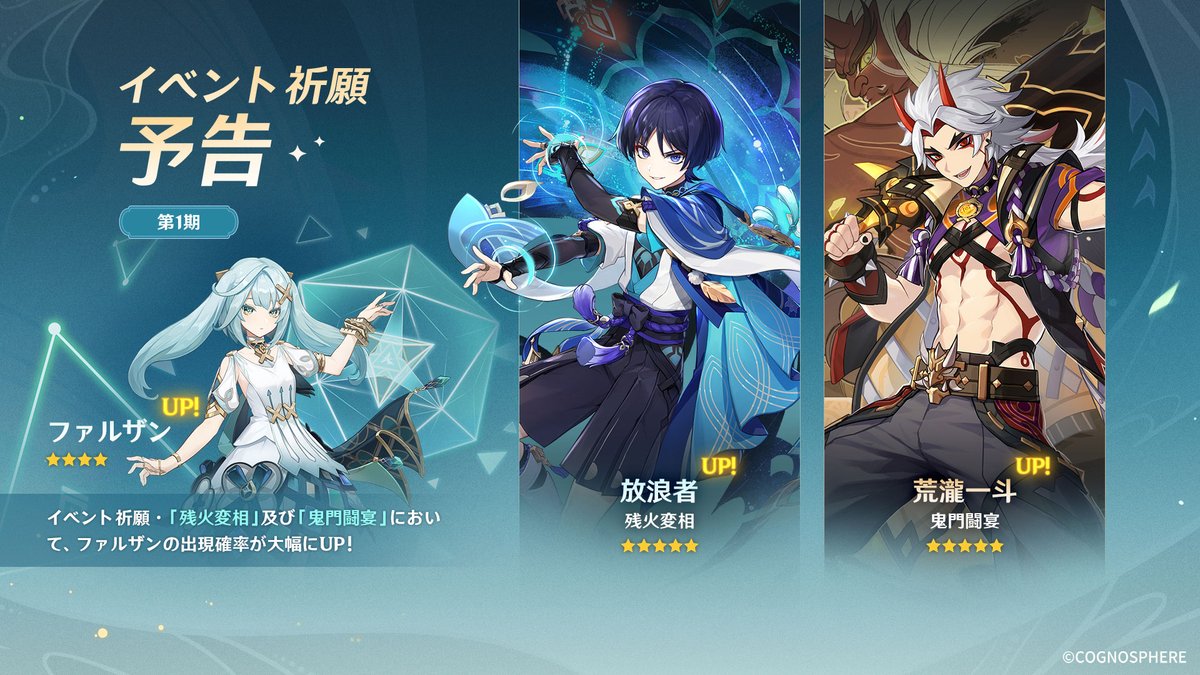 イベント祈願
予告
第1期
UP!
ファルザン
イベント祈願・「残火変相」及び「鬼門闘宴」におい
て、ファルザンの出現確率が大幅にUP!
UP!
放浪者
残火変相
UP!
荒瀧一斗
鬼門闘宴
©COGNOSPHERE